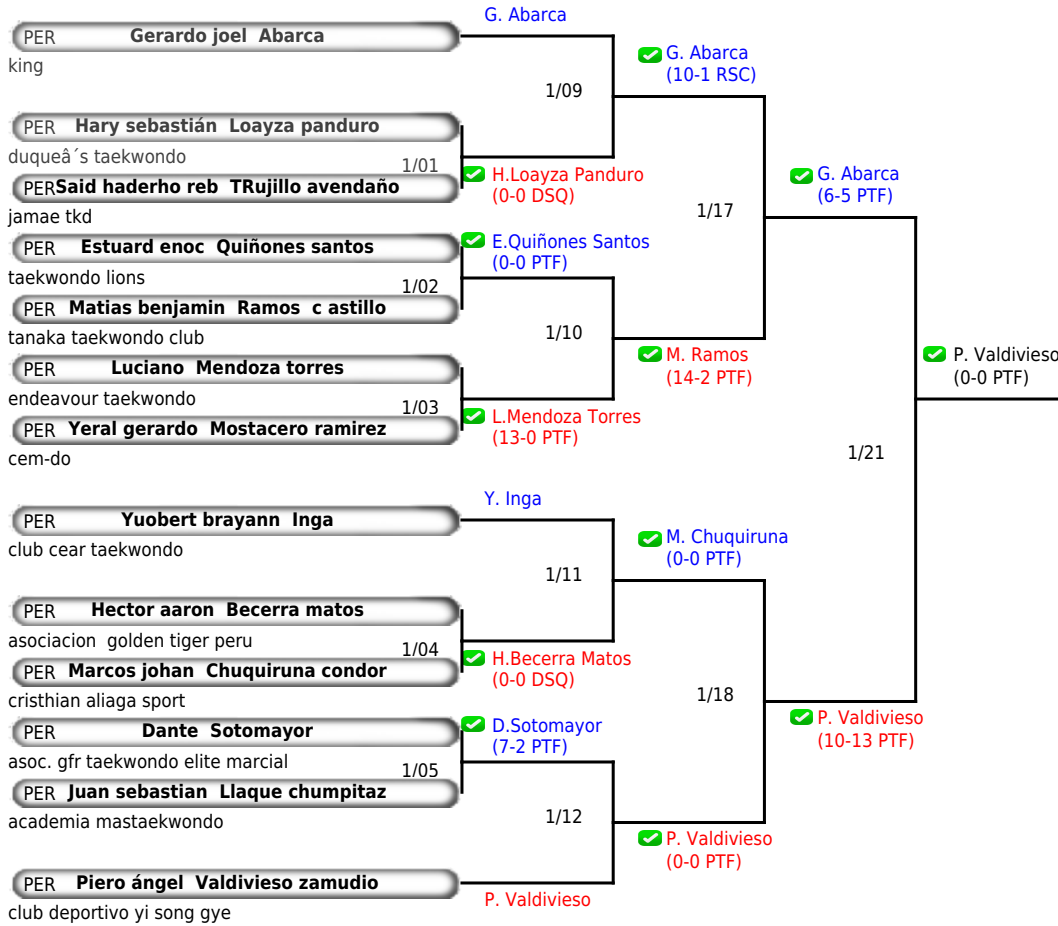 G. Abarca
PER Gerardo joel Abarca
king
G. Abarca
(10-1 RSC)
1/09
PER Hary sebastián Loayza panduro
duqueâ´s taekwondo
1/01
H.Loayza Panduro
(0-0 DSQ)
PER Said haderho reb TRujillo avendaño
jamae tkd
G. Abarca
(6-5 PTF)
1/17
PER Estuard enoc Quiñones santos
taekwondo lions
E.Quiñones Santos
(0-0 PTF)
1/02
PER Matias benjamin Ramos c astillo
tanaka taekwondo club
1/10
M. Ramos
(14-2 PTF)
PER Luciano Mendoza torres
endeavour taekwondo
1/03
L.Mendoza Torres
(13-0 PTF)
PER Yeral gerardo Mostacero ramirez
cem-do
P. Valdivieso
(0-0 PTF)
1/21
Y. Inga
PER Yuobert brayann Inga
club cear taekwondo
M. Chuquiruna
(0-0 PTF)
1/11
PER Hector aaron Becerra matos
asociacion golden tiger peru
1/04
H.Becerra Matos
(0-0 DSQ)
PER Marcos johan Chuquiruna condor
cristhian aliaga sport
1/18
P. Valdivieso
(10-13 PTF)
PER Dante Sotomayor
asoc. gfr taekwondo elite marcial
D.Sotomayor
(7-2 PTF)
1/05
PER Juan sebastian Llaque chumpitaz
academia mastaekwondo
1/12
P. Valdivieso
(0-0 PTF)
PER Piero ángel Valdivieso zamudio
club deportivo yi song gye
P. Valdivieso